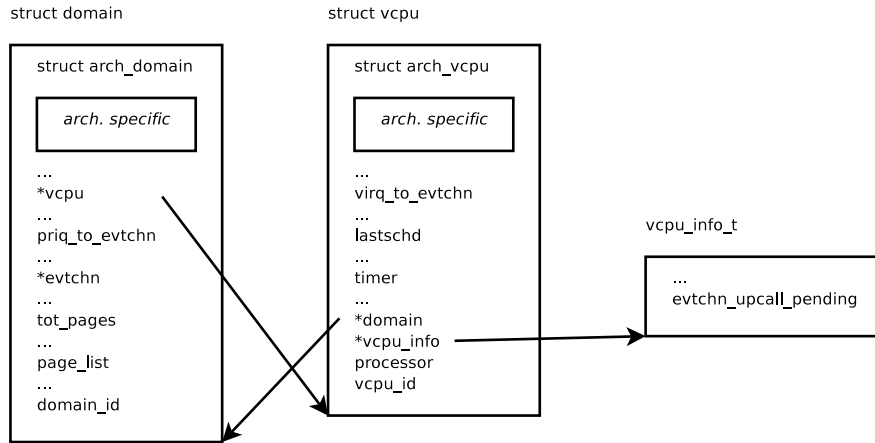 struct domain
struct arch_domain
arch. specific
...
*vcpu
...
priq_to_evtchn
...
*evtchn
...
tot_pages
...
page_list
...
domain_id
struct vcpu
struct arch_vcpu
arch. specific
...
virq_to_evtchn
...
lastschd
...
timer
...
*domain
*vcpu_info
processor
vcpu_id
vcpu_info_t
...
evtchn_upcall_pending